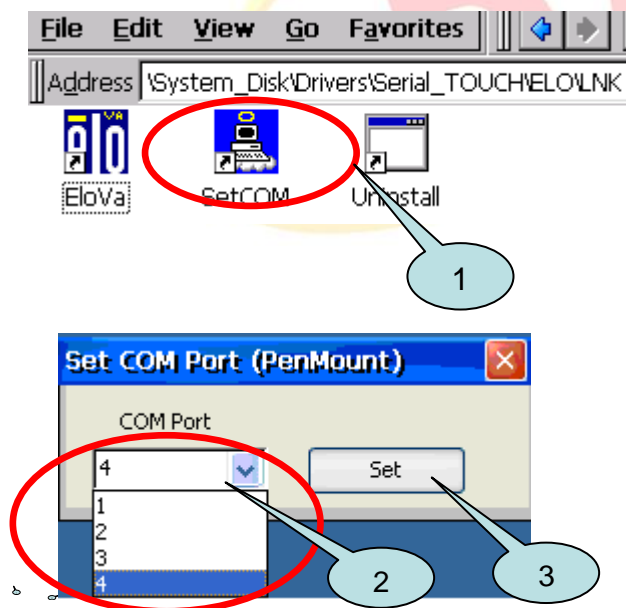 File Edit View Go Favorites
Address \System_Disk\Drivers\Serial_TOUCH\ELO\LNK
EloVa SetCOM Uninstall
1
Set COM Port (PenMount)
COM Port
4 Set
1
2
3
4
2 3